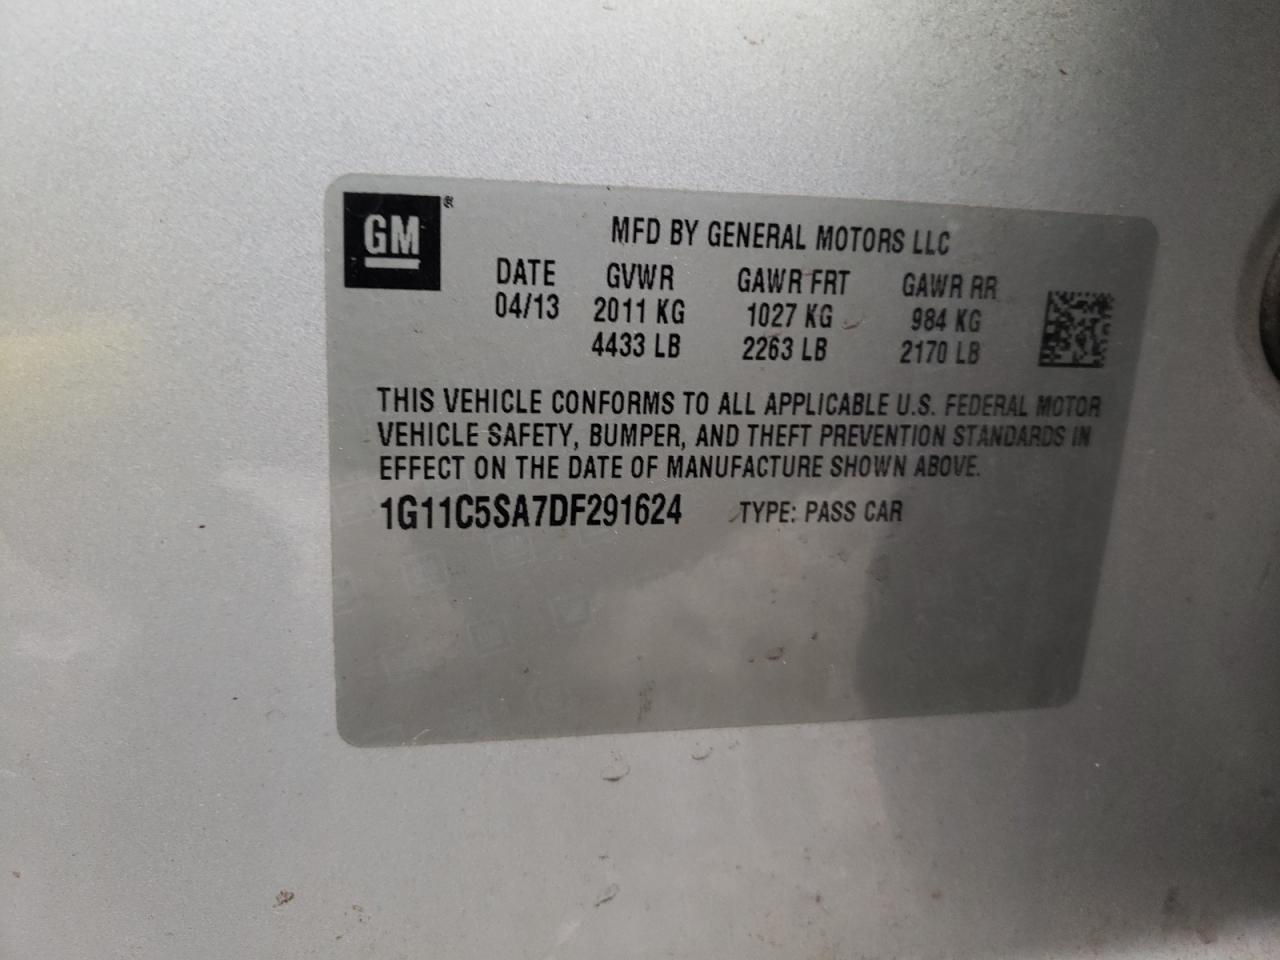 GM®
MFD BY GENERAL MOTORS LLC
DATE GVWR GAWR FRT GAWR RR
04/13 2011 KG 1027 KG 984 KG
4433 LB 2263 LB 2170 LB
THIS VEHICLE CONFORMS TO ALL APPLICABLE U.S. FEDERAL MOTOR
VEHICLE SAFETY, BUMPER, AND THEFT PREVENTION STANDARDS IN
EFFECT ON THE DATE OF MANUFACTURE SHOWN ABOVE.
1G11C5SA7DF291624 TYPE: PASS CAR